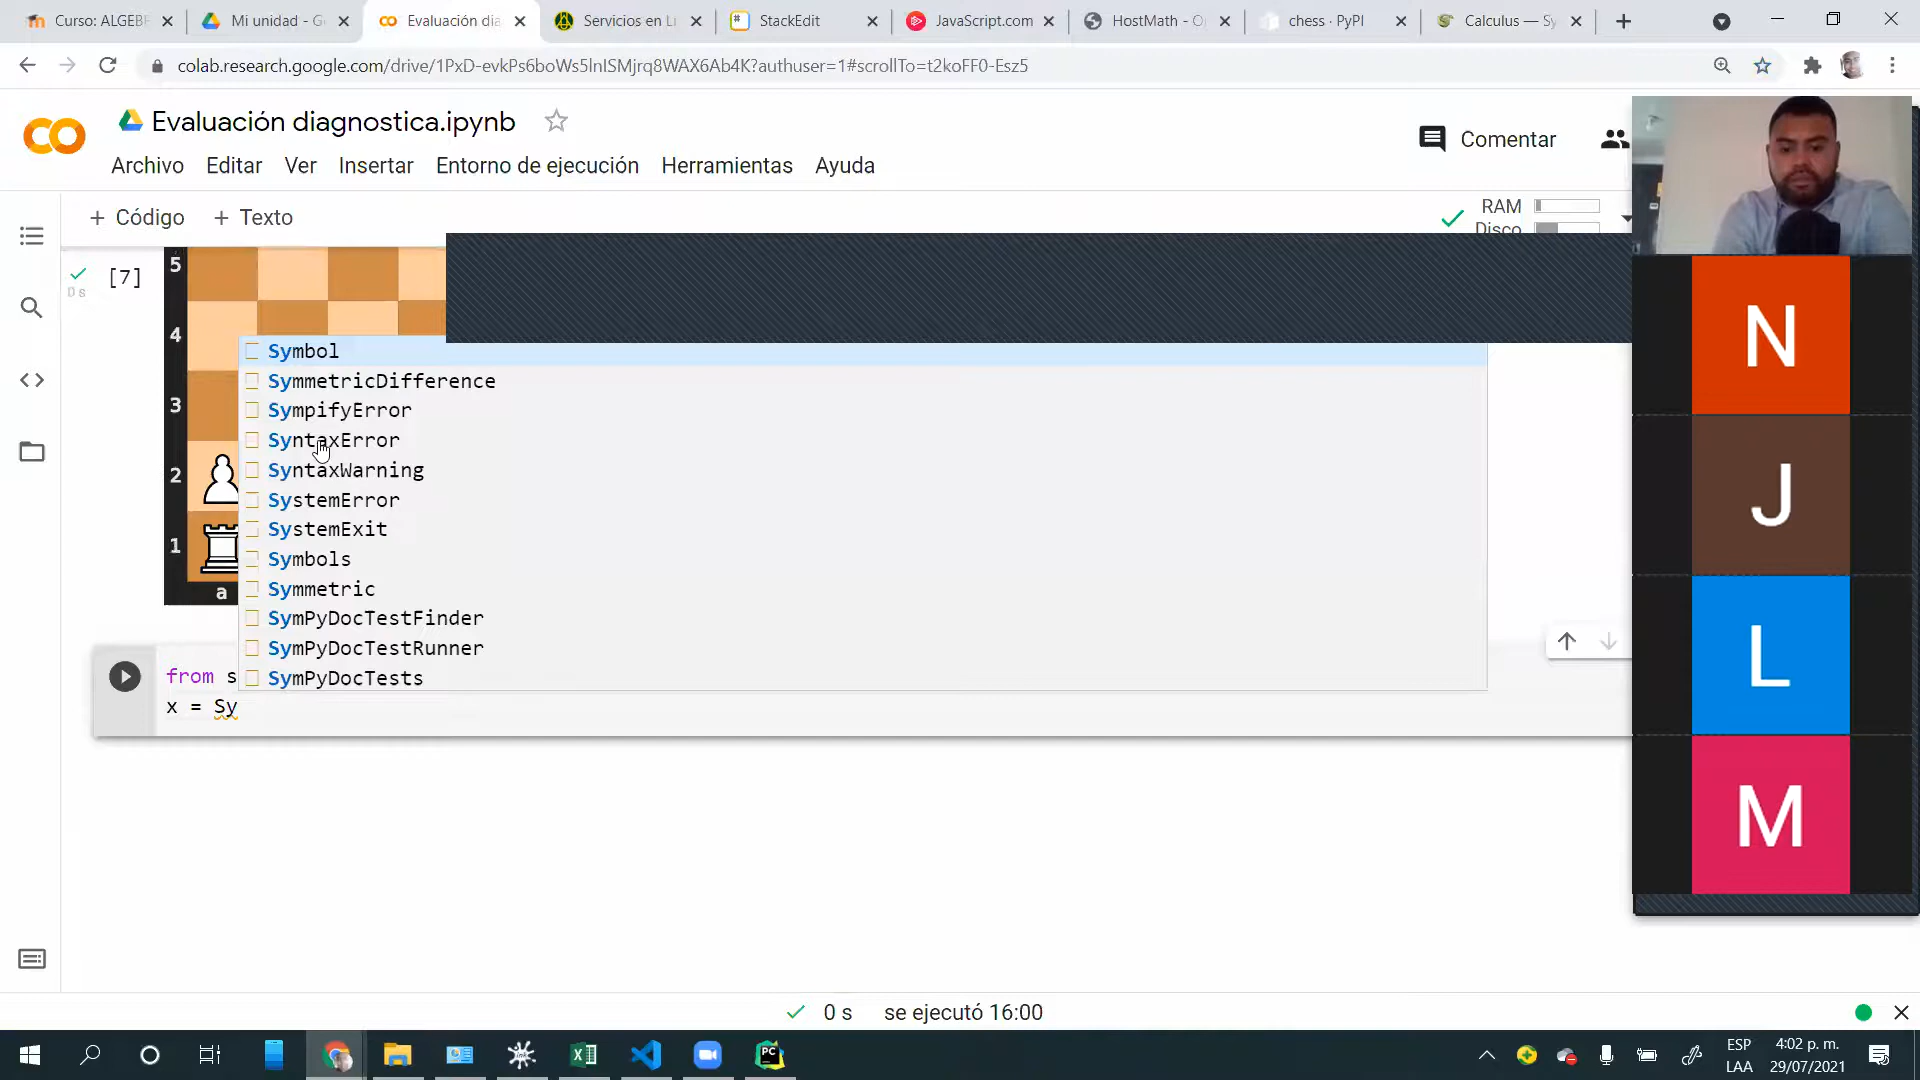 Curso: ALGEBR
Mi unidad - G
Evaluación dia
Servicios en Li
StackEdit
JavaScript.com
HostMath - O
chess · PyPI
Calculus — Sy
colab.research.google.com/drive/1PxD-evkPs6boWs5lnISMjrq8WAX6Ab4K?authuser=1#scrollTo=t2koFF0-Esz5
Evaluación diagnostica.ipynb
Comentar
Archivo Editar Ver Insertar Entorno de ejecución Herramientas Ayuda
+ Código + Texto
RAM
Disco
[7]
0 s
5
4
3
2
1
a
Symbol
SymmetricDifference
SympifyError
SyntaxError
SyntaxWarning
SystemError
SystemExit
Symbols
Symmetric
SymPyDocTestFinder
SymPyDocTestRunner
SymPyDocTests
from s
x = Sy
N
J
L
M
0 s se ejecutó 16:00
ESP
LAA
4:02 p. m.
29/07/2021